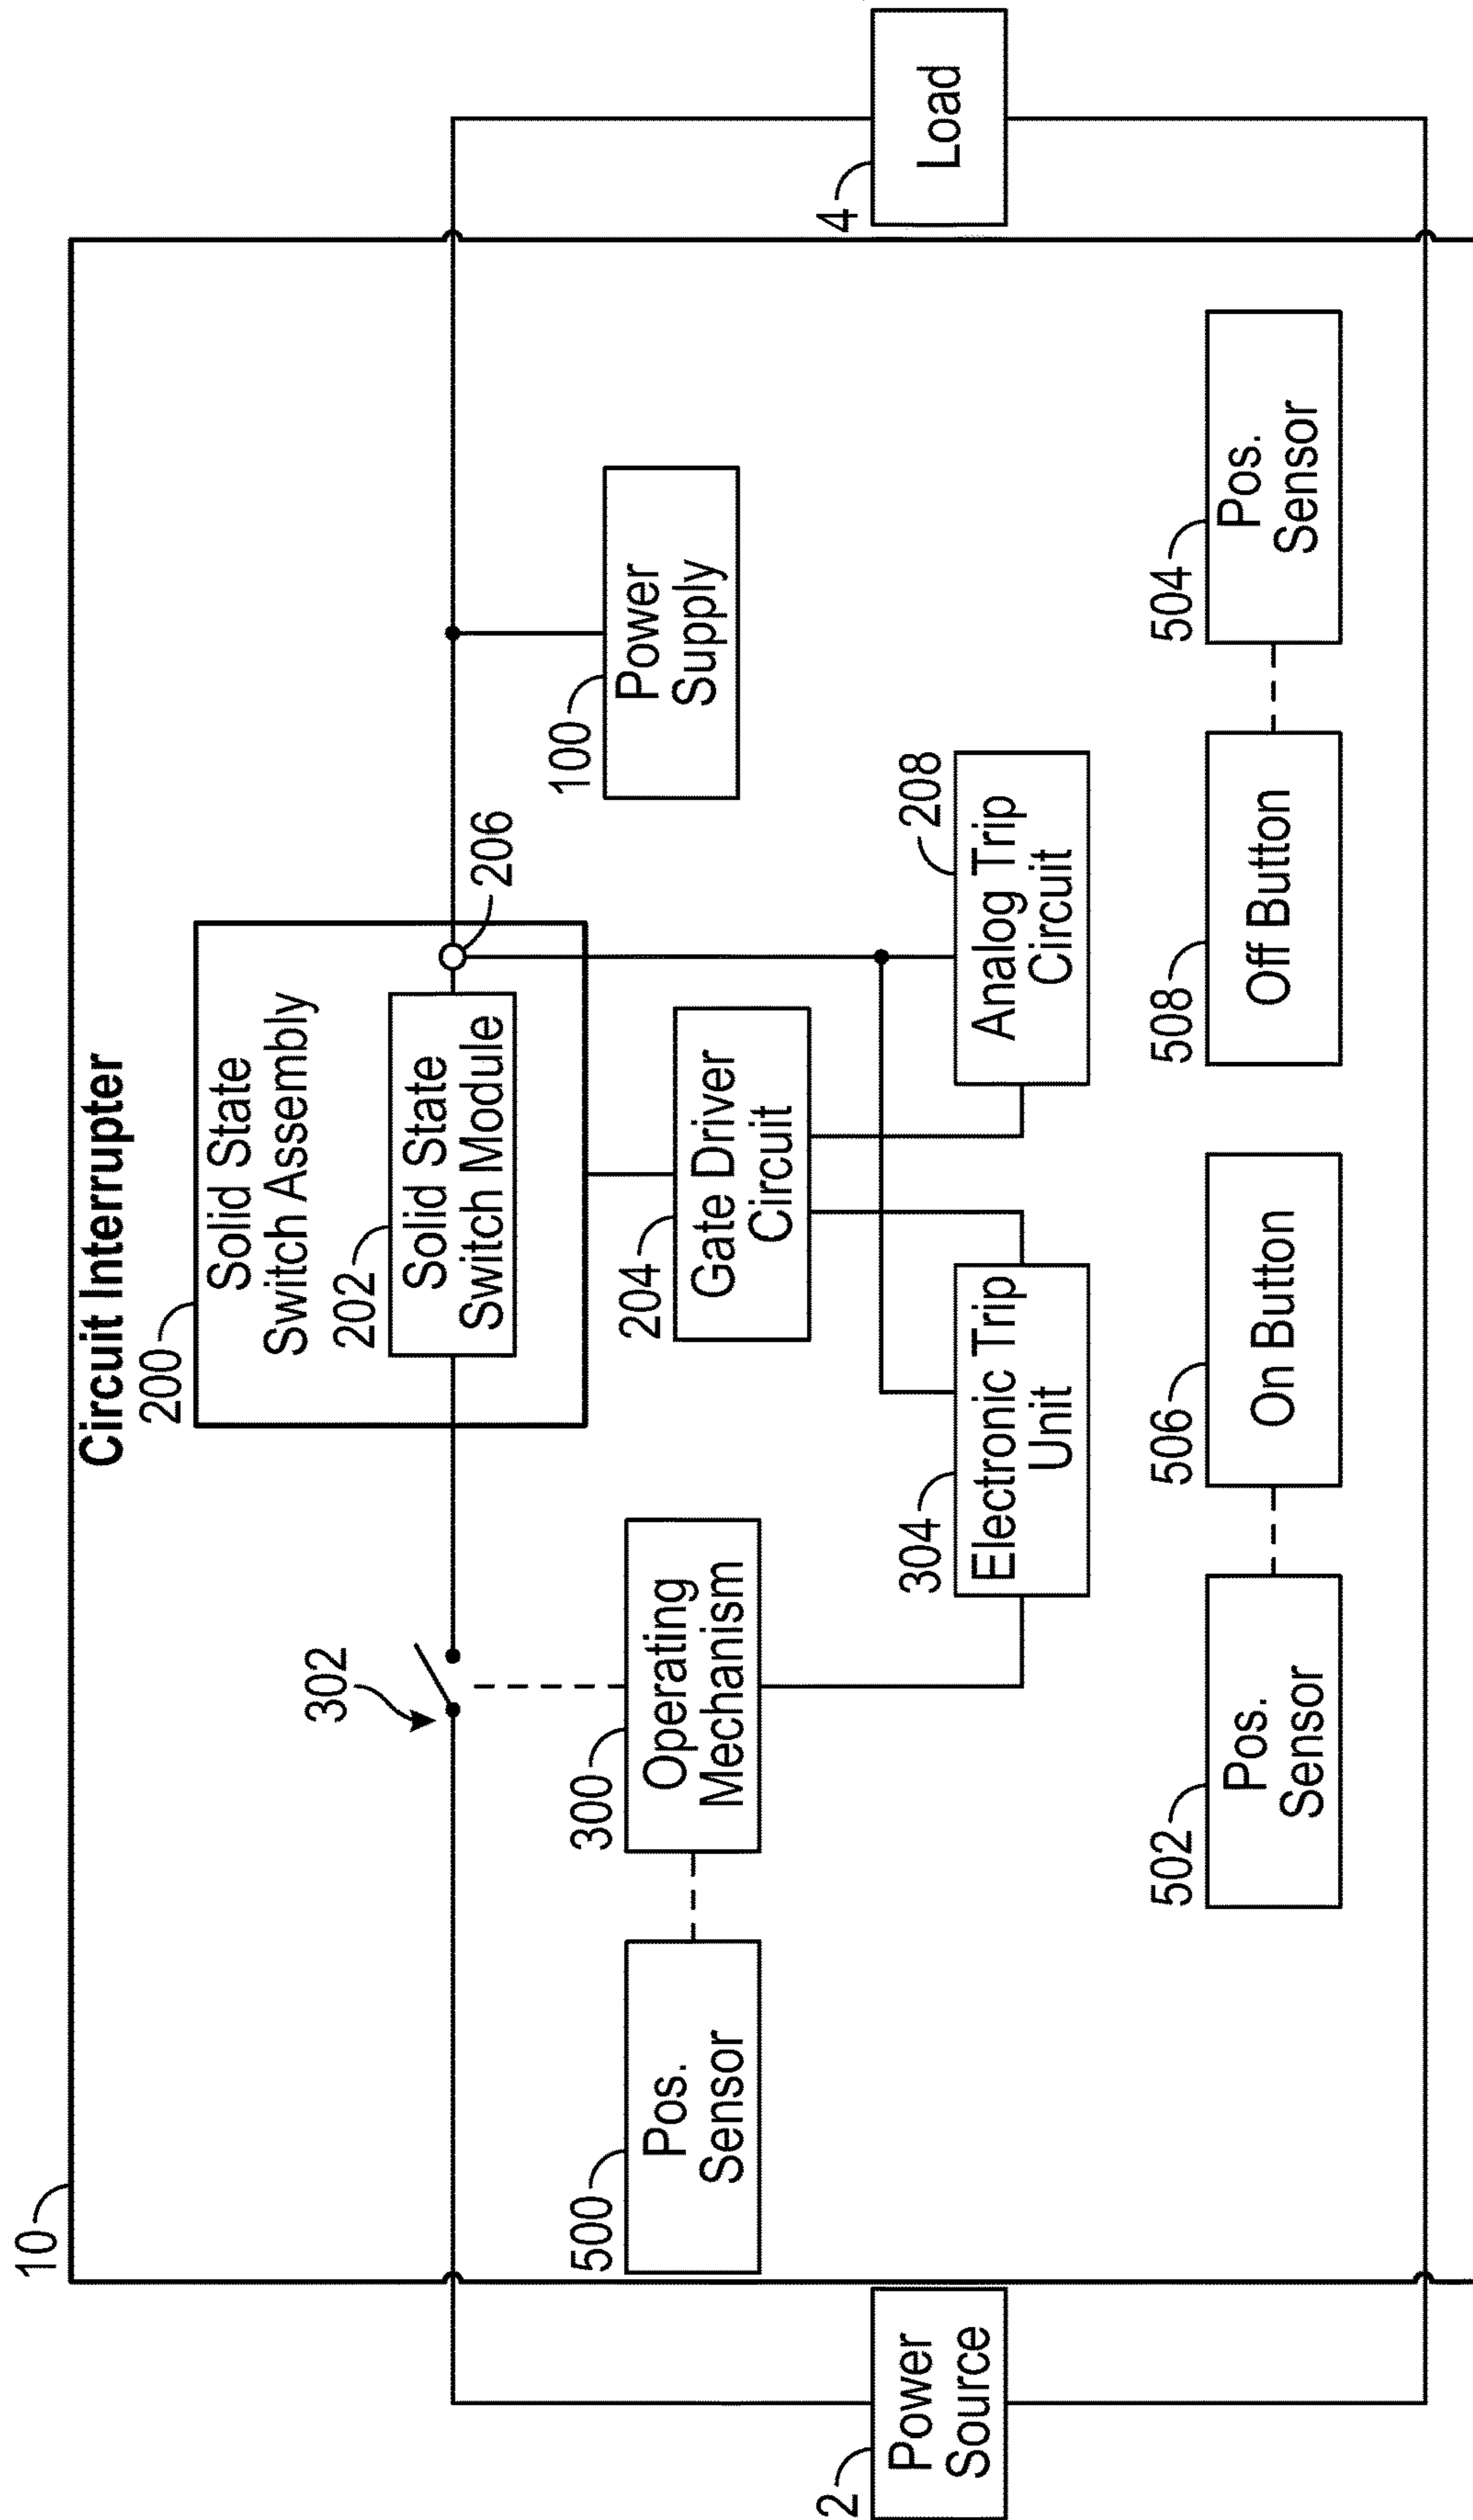 10
Circuit Interrupter
200
Solid State
Switch Assembly
202
Solid State
Switch Module
302
206
500
Pos.
Sensor
300
Operating
Mechanism
204
Gate Driver
Circuit
100
Power
Supply
2
Power
Source
4
Load
304
Electronic Trip
Unit
208
Analog Trip
Circuit
502
Pos.
Sensor
506
On Button
508
Off Button
504
Pos.
Sensor